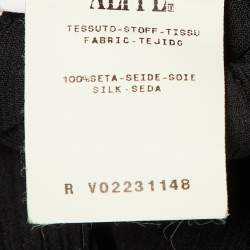 TESSUTO-STOFF-TISSU
FABRIC-TEJIDO
100%SETA-SEIDE-SOIE
SILK-SEDA
R V02231148